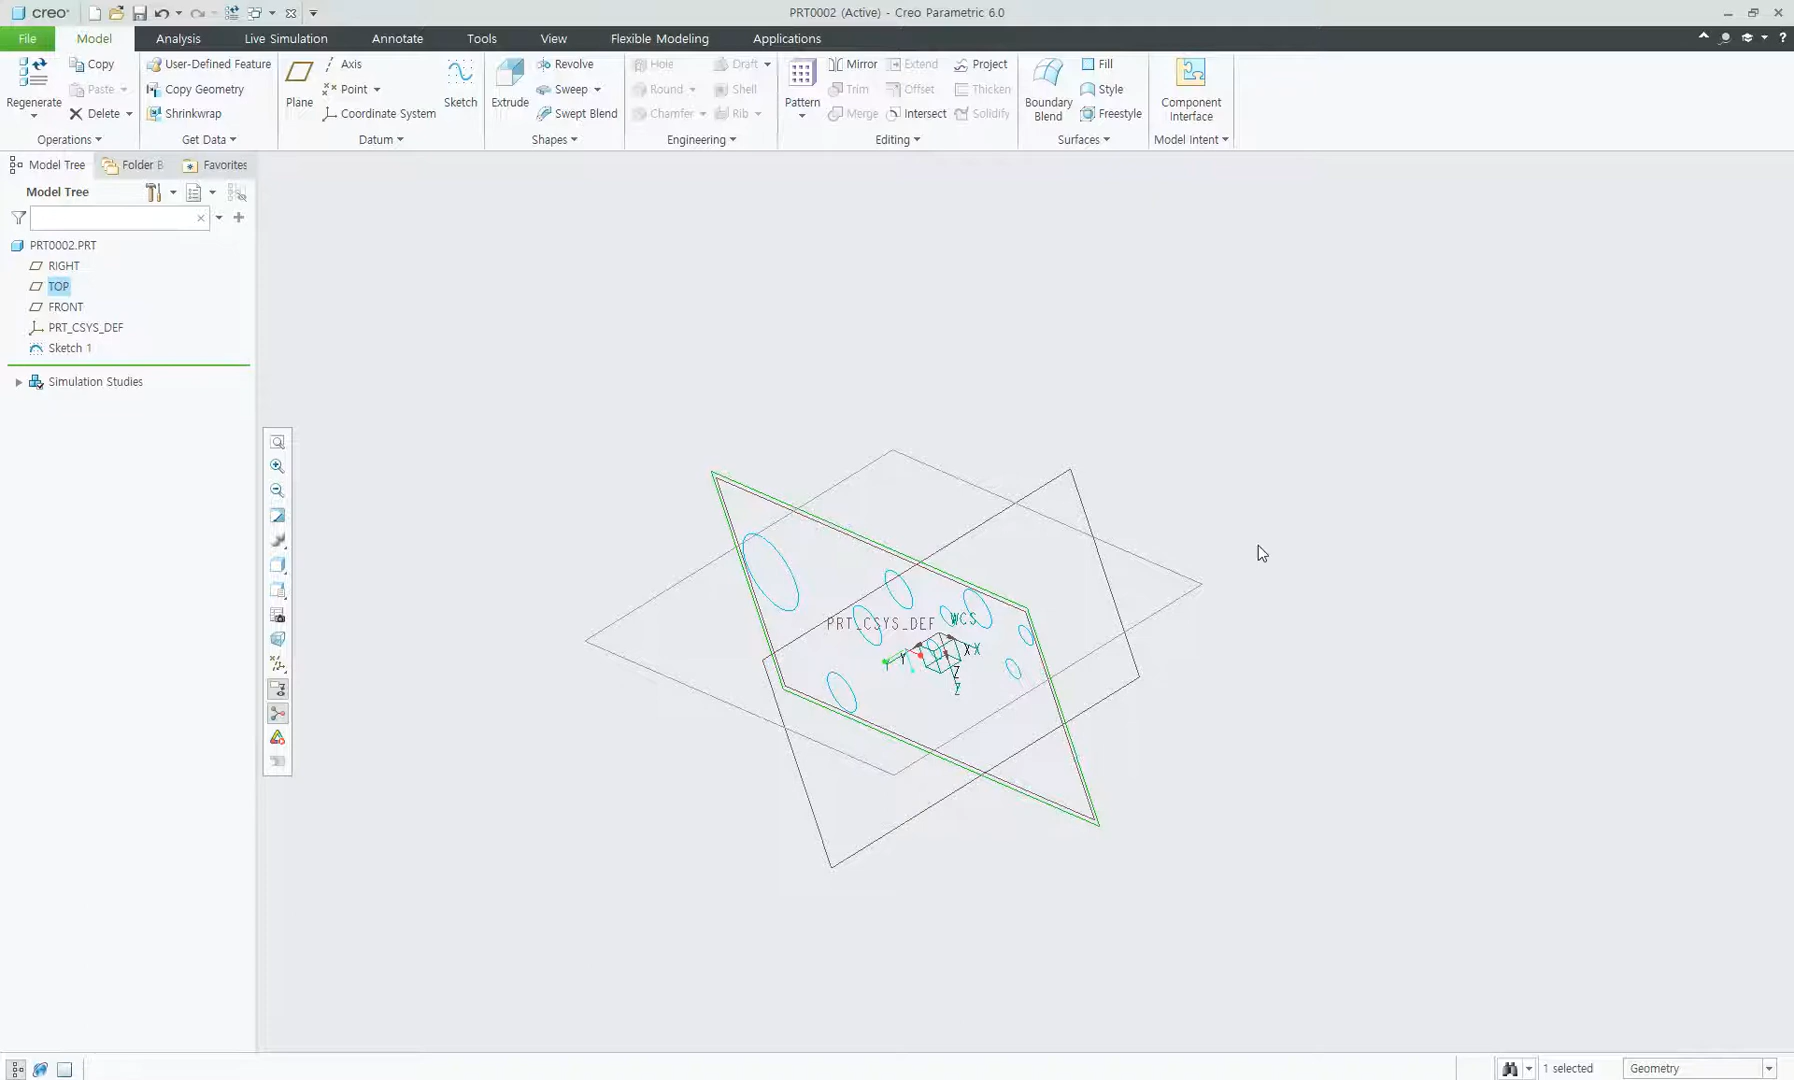 creo
PRT0002 (Active) - Creo Parametric 6.0
File Model Analysis Live Simulation Annotate Tools View Flexible Modeling Applications
Regenerate
Copy
Paste
Delete
Operations
User-Defined Feature
Copy Geometry
Shrinkwrap
Get Data
Plane
Axis
Point
Coordinate System
Sketch
Datum
Extrude
Revolve
Sweep
Swept Blend
Shapes
Hole
Round
Chamfer
Draft
Shell
Rib
Engineering
Pattern
Mirror
Trim
Merge
Extend
Offset
Intersect
Project
Thicken
Solidify
Editing
Boundary
Blend
Fill
Style
Freestyle
Surfaces
Component
Interface
Model Intent
Model Tree Folder B Favorites
Model Tree
PRT0002.PRT
RIGHT
TOP
FRONT
PRT_CSYS_DEF
Sketch 1
Simulation Studies
PRT_CSYS_DEF
WCS
Y
X X
Z
Z
1 selected
Geometry